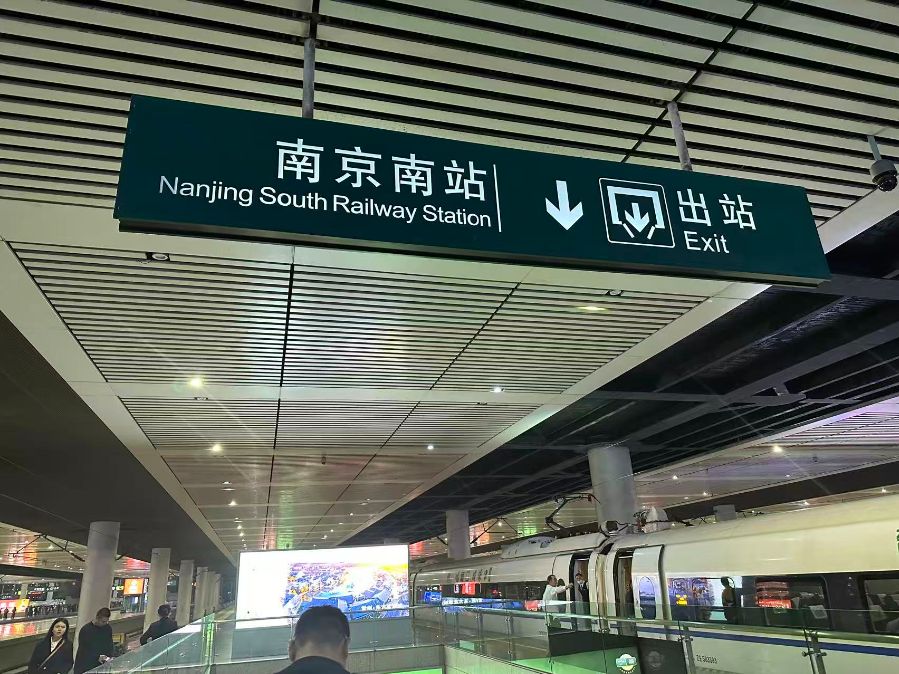 南京南站
Nanjing South Railway Station
出站
Exit